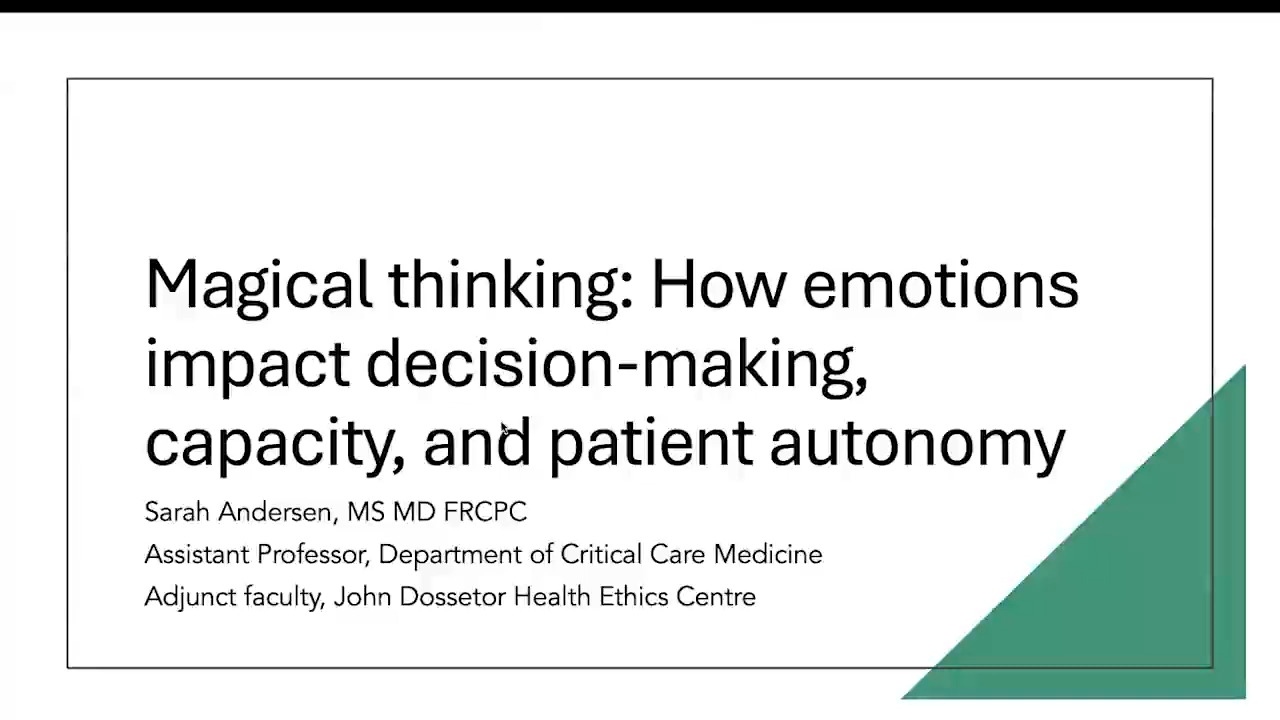 Magical thinking: How emotions
impact decision-making,
capacity, and patient autonomy
Sarah Andersen, MS MD FRCPC
Assistant Professor, Department of Critical Care Medicine
Adjunct faculty, John Dossetor Health Ethics Centre